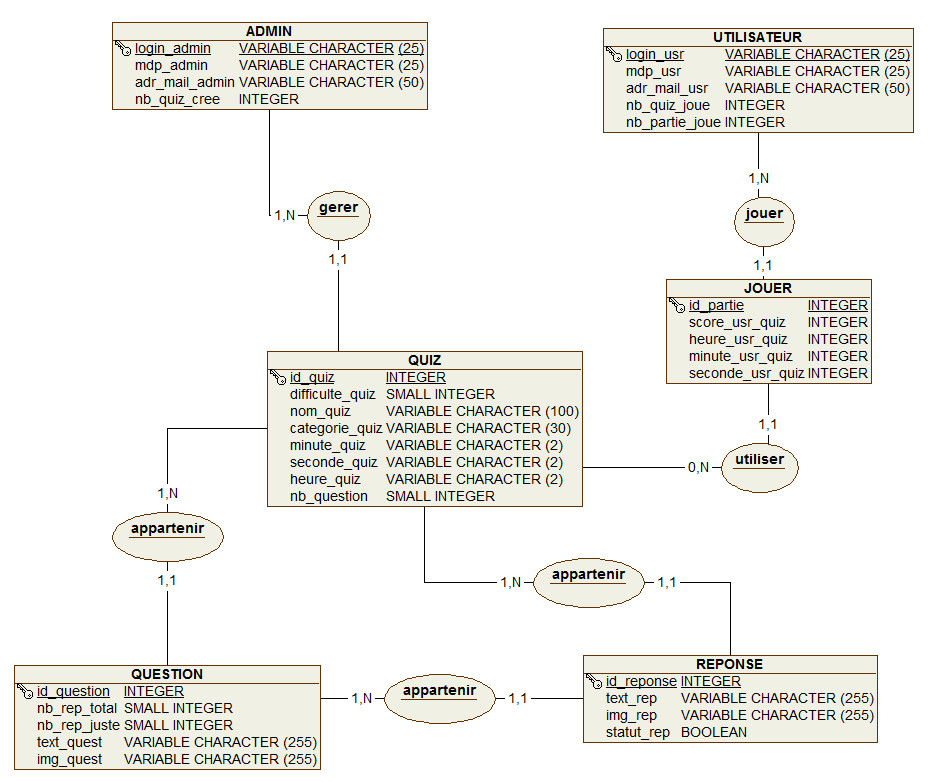 ADMIN
login_admin VARIABLE CHARACTER (25)
mdp_admin VARIABLE CHARACTER (25)
adr_mail_admin VARIABLE CHARACTER (50)
nb_quiz_cree INTEGER
UTILISATEUR
login_usr VARIABLE CHARACTER (25)
mdp_usr VARIABLE CHARACTER (25)
adr_mail_usr VARIABLE CHARACTER (50)
nb_quiz_joue INTEGER
nb_partie_joue INTEGER
1,N
gerer
1,1
1,N
jouer
1,1
JOUER
id_partie INTEGER
score_usr_quiz INTEGER
heure_usr_quiz INTEGER
minute_usr_quiz INTEGER
seconde_usr_quiz INTEGER
QUIZ
id_quiz INTEGER
difficulte_quiz SMALL INTEGER
nom_quiz VARIABLE CHARACTER (100)
categorie_quiz VARIABLE CHARACTER (30)
minute_quiz VARIABLE CHARACTER (2)
seconde_quiz VARIABLE CHARACTER (2)
heure_quiz VARIABLE CHARACTER (2)
nb_question SMALL INTEGER
1,1
utiliser
0,N
1,N
appartenir
1,1
1,N
appartenir
1,1
QUESTION
id_question INTEGER
nb_rep_total SMALL INTEGER
nb_rep_juste SMALL INTEGER
text_quest VARIABLE CHARACTER (255)
img_quest VARIABLE CHARACTER (255)
1,N
appartenir
1,1
REPONSE
id_reponse INTEGER
text_rep VARIABLE CHARACTER (255)
img_rep VARIABLE CHARACTER (255)
statut_rep BOOLEAN